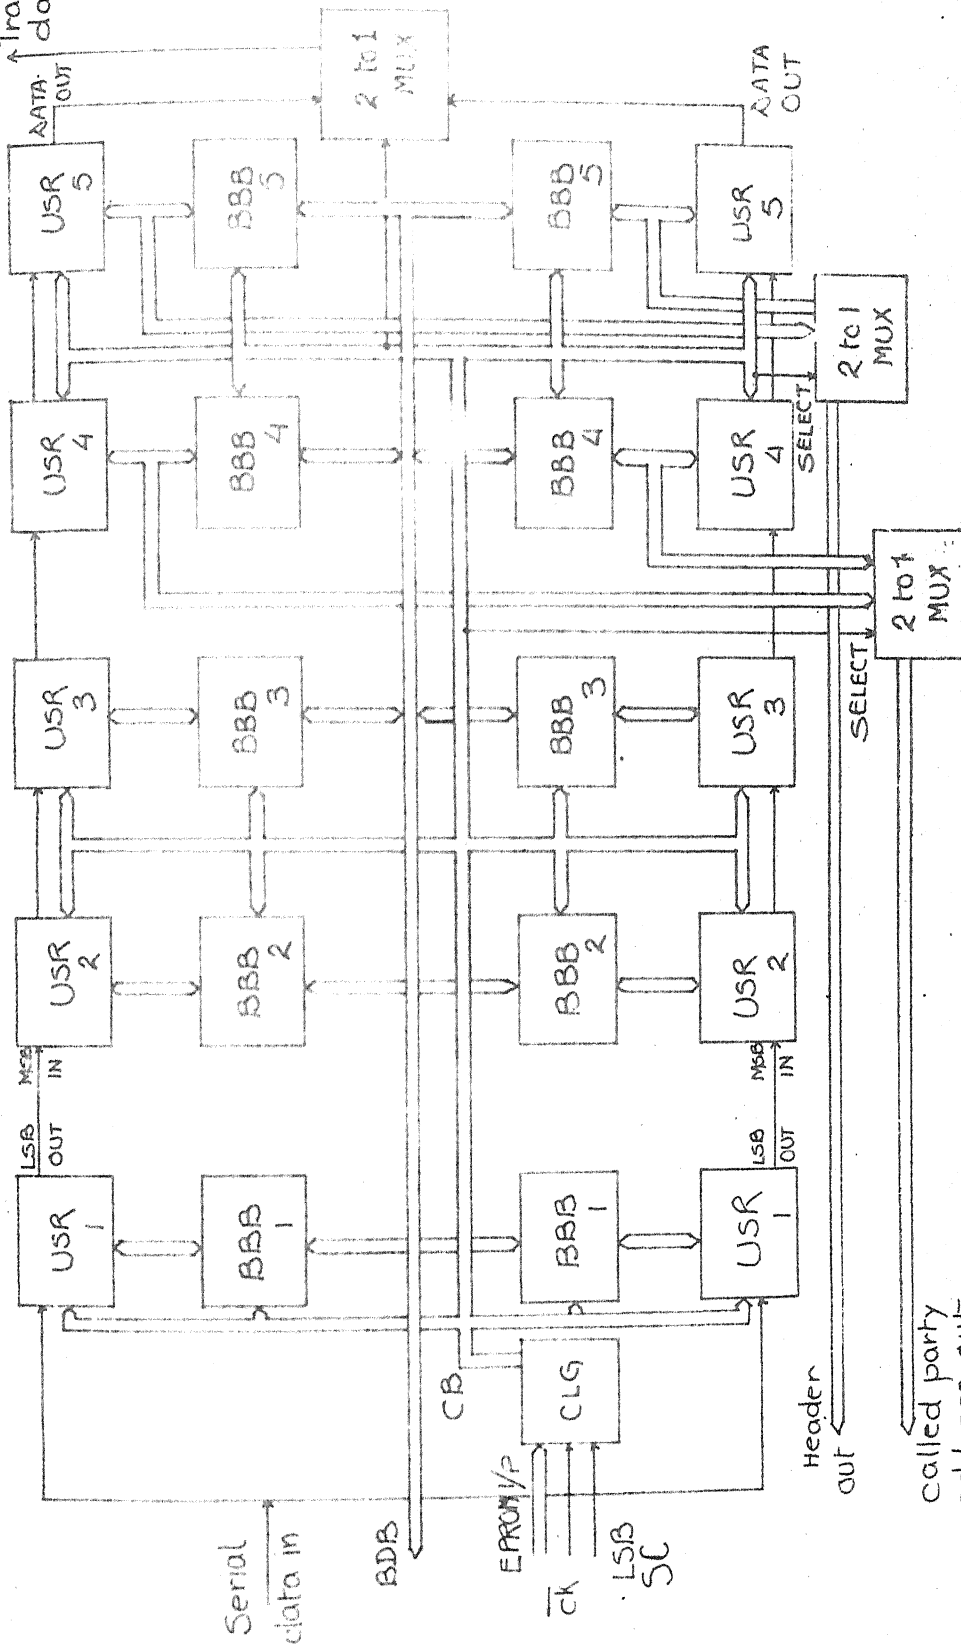 Serial
data in
USR
1
LSB
OUT
MSB
IN
USR
2
USR
3
USR
4
USR
5
DATA
OUT
BBB
1
BBB
2
BBB
3
BBB
4
BBB
5
2 to 1
MUX
BDB
CB
EPROM I/P
ck
LSB
SC
CLG
BBB
1
BBB
2
BBB
3
BBB
4
BBB
5
USR
1
LSB
OUT
MSB
IN
USR
2
USR
3
USR
4
USR
5
DATA
OUT
SELECT
2 to 1
MUX
Header
out
SELECT
2 to 1
MUX
Called party